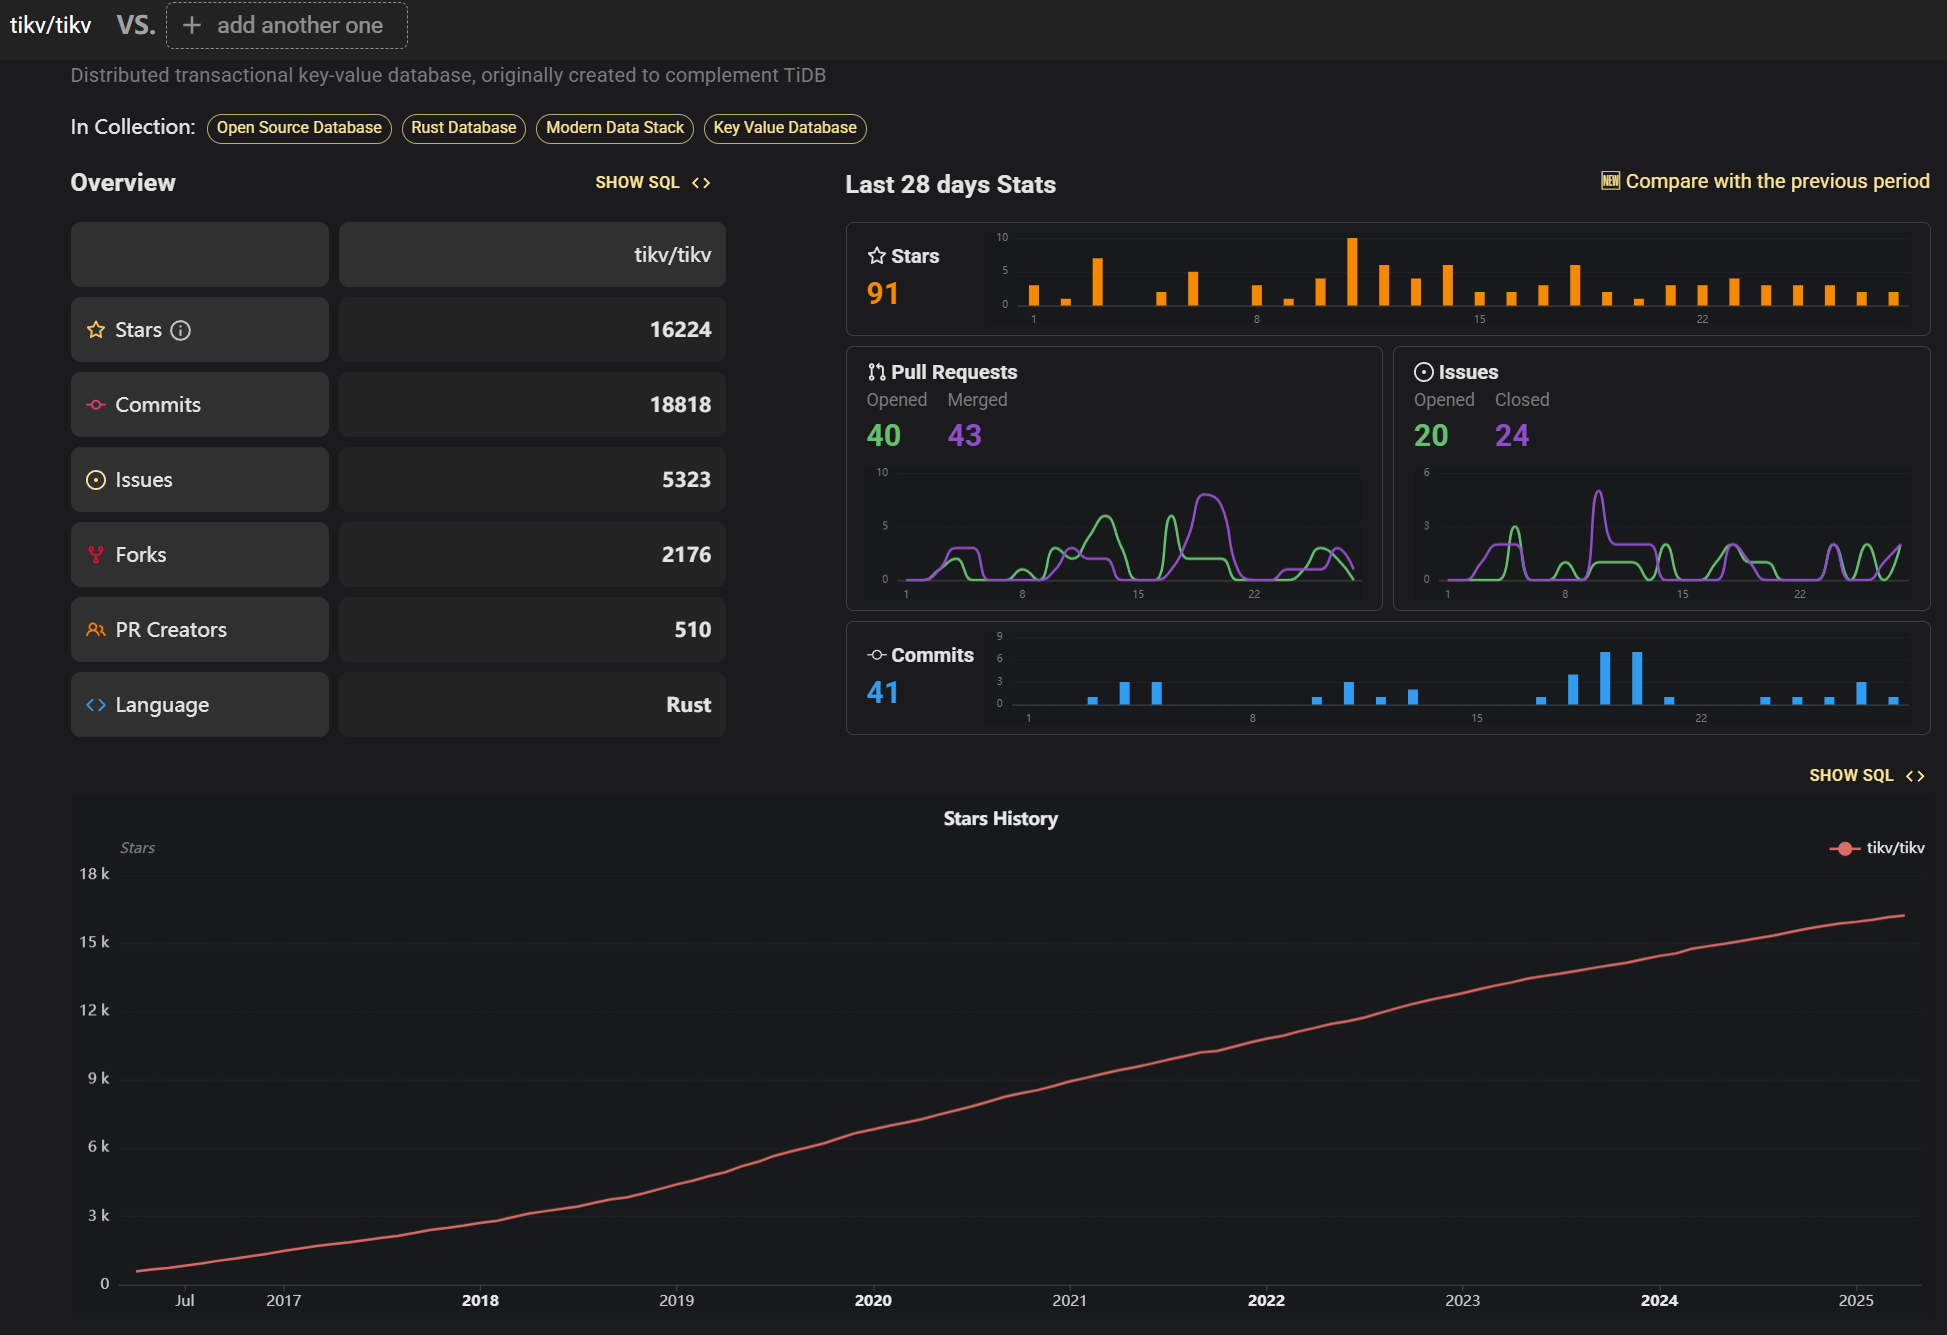 tikv/tikv VS. + add another one
Distributed transactional key-value database, originally created to complement TiDB
In Collection: Open Source Database Rust Database Modern Data Stack Key Value Database
Overview SHOW SQL <>
tikv/tikv
Stars 16224
Commits 18818
Issues 5323
Forks 2176
PR Creators 510
Language Rust
Last 28 days Stats NEW Compare with the previous period
Stars
91
10
5
0
1 8 15 22
Pull Requests
Opened Merged
40 43
10
5
0
1 8 15 22
Issues
Opened Closed
20 24
6
3
0
1 8 15 22
Commits
41
9
6
3
0
1 8 15 22
SHOW SQL <>
Stars History
Stars
tikv/tikv
18 k
15 k
12 k
9 k
6 k
3 k
0
Jul 2017 2018 2019 2020 2021 2022 2023 2024 2025